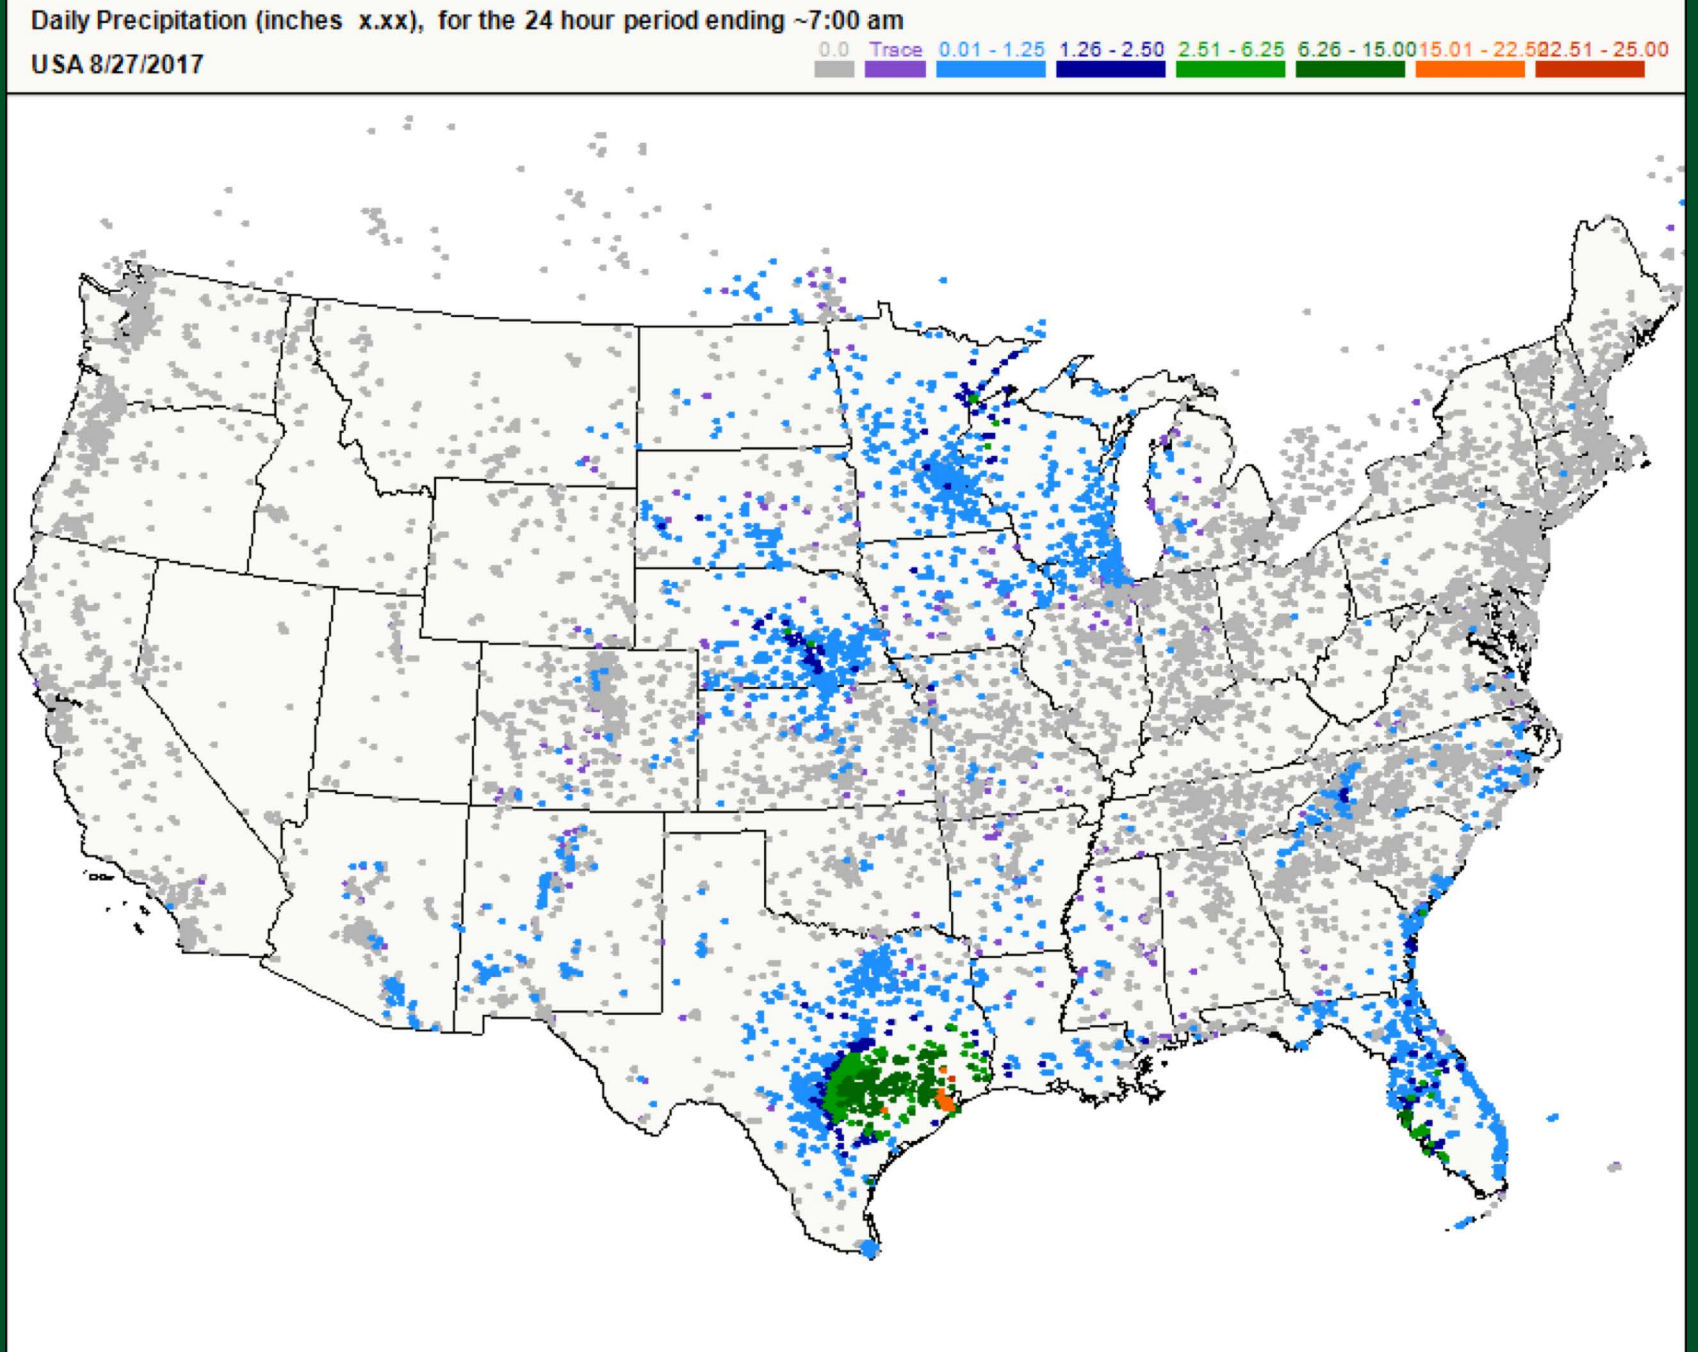 Daily Precipitation (inches x.xx), for the 24 hour period ending ~7:00 am
USA 8/27/2017
0.0 Trace 0.01 - 1.25 1.26 - 2.50 2.51 - 6.25 6.26 - 15.00 15.01 - 22.50 22.51 - 25.00